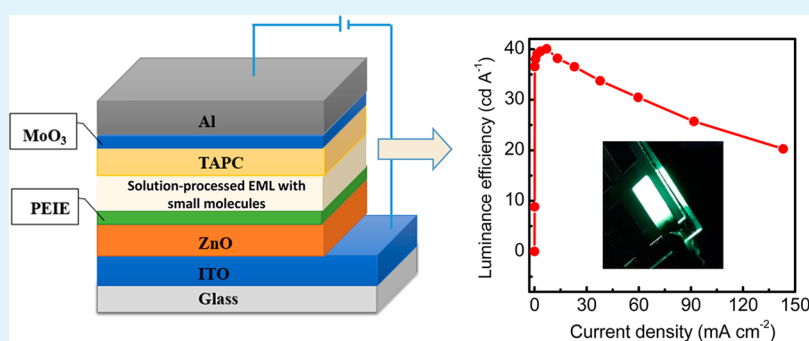 MoO₃
PEIE
Al
TAPC
Solution-processed EML with
small molecules
ZnO
ITO
Glass
Luminance efficiency (cd A⁻¹)
40
30
20
10
0
0 30 60 90 120 150
Current density (mA cm⁻²)